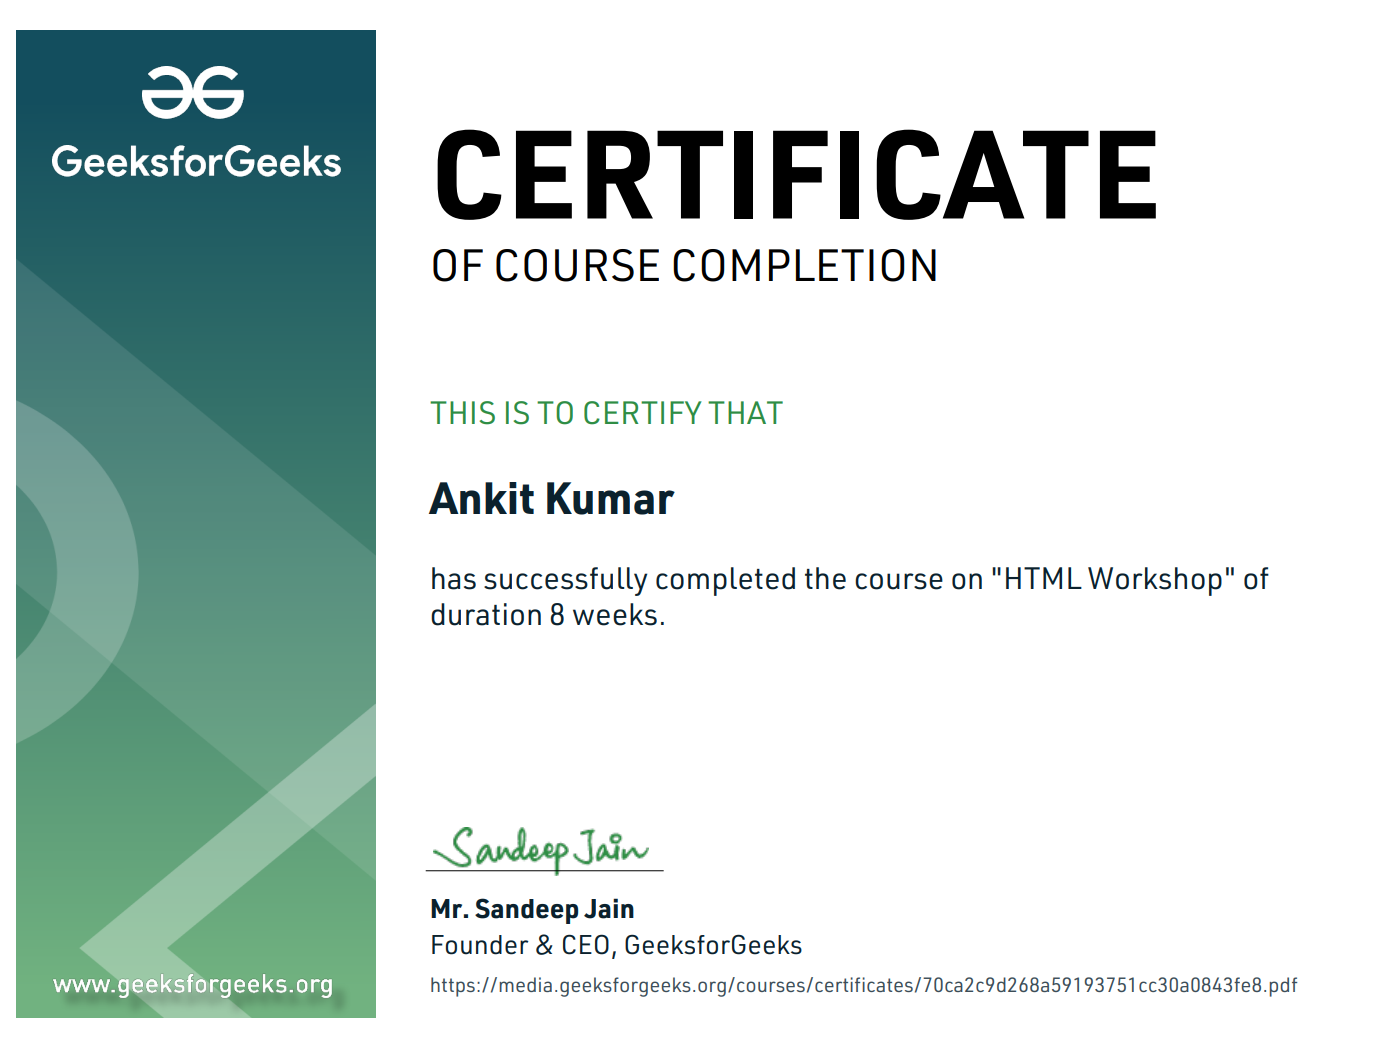 GeeksforGeeks
CERTIFICATE
OF COURSE COMPLETION
THIS IS TO CERTIFY THAT
Ankit Kumar
has successfully completed the course on "HTML Workshop" of
duration 8 weeks.
Sandeep Jain
Mr. Sandeep Jain
Founder & CEO, GeeksforGeeks
www.geeksforgeeks.org
https://media.geeksforgeeks.org/courses/certificates/70ca2c9d268a59193751cc30a0843fe8.pdf